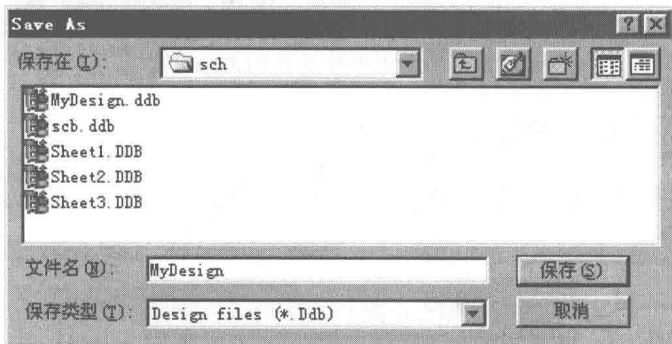 Save As
保存在(I):
sch
MyDesign.ddb
scb.ddb
Sheet1.DDB
Sheet2.DDB
Sheet3.DDB
文件名(N):
MyDesign
保存(S)
保存类型(T):
Design files (*.Ddb)
取消